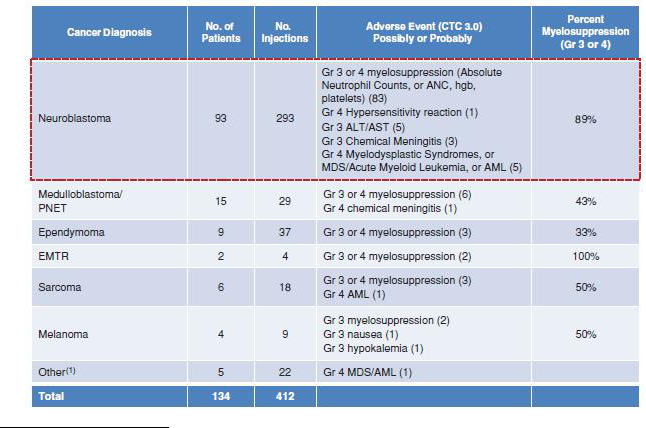 Cancer Diagnosis
No. of
Patients
No.
Injections
Adverse Event (CTC 3.0)
Possibly or Probably
Percent
Myelosuppression
(Gr 3 or 4)
Neuroblastoma
93
293
Gr 3 or 4 myelosuppression (Absolute
Neutrophil Counts, or ANC, hgb,
platelets) (83)
Gr 4 Hypersensitivity reaction (1)
Gr 3 ALT/AST (5)
Gr 3 Chemical Meningitis (3)
Gr 4 Myelodysplastic Syndromes, or
MDS/Acute Myeloid Leukemia, or AML (5)
89%
Medulloblastoma/
PNET
15
29
Gr 3 or 4 myelosuppression (6)
Gr 4 chemical meningitis (1)
43%
Ependymoma
9
37
Gr 3 or 4 myelosuppression (3)
33%
EMTR
2
4
Gr 3 or 4 myelosuppression (2)
100%
Sarcoma
6
18
Gr 3 or 4 myelosuppression (3)
Gr 4 AML (1)
50%
Melanoma
4
9
Gr 3 myelosuppression (2)
Gr 3 nausea (1)
Gr 3 hypokalemia (1)
50%
Other(1)
5
22
Gr 4 MDS/AML (1)
Total
134
412